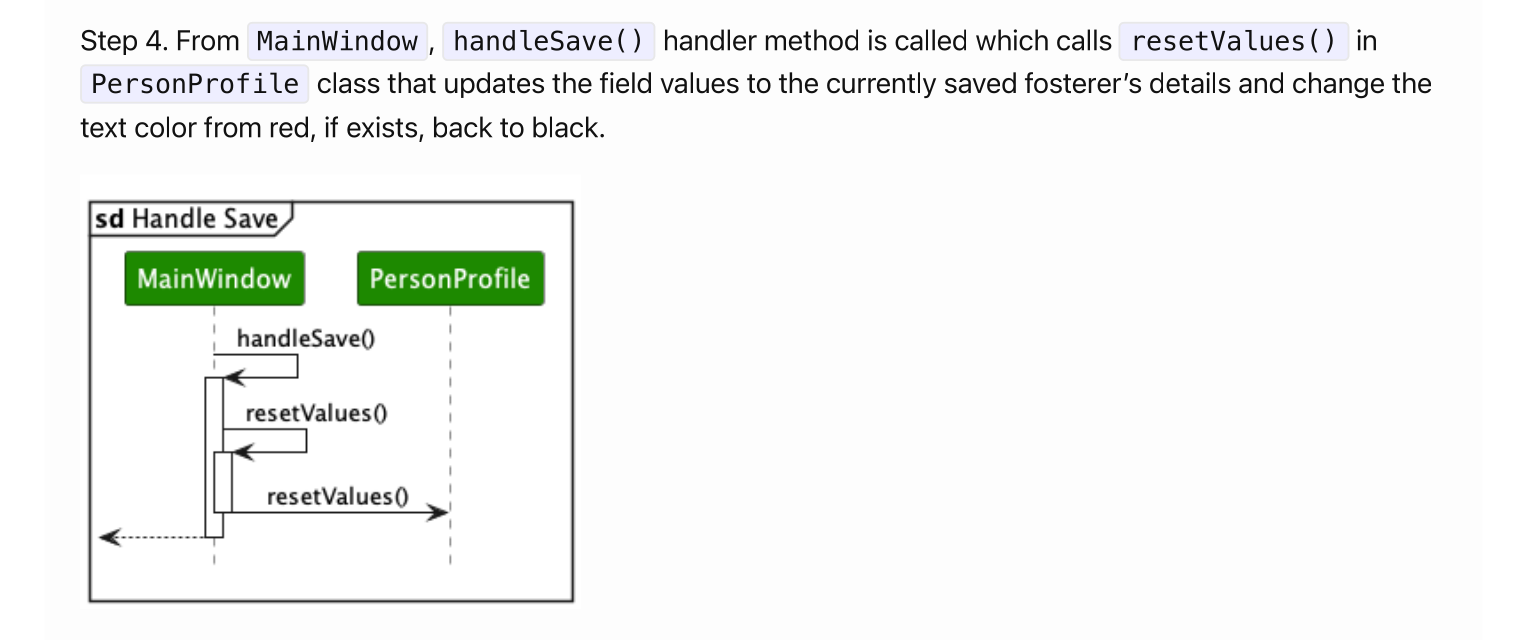 Step 4. From MainWindow, handleSave() handler method is called which calls resetValues() in
PersonProfile class that updates the field values to the currently saved fosterer’s details and change the
text color from red, if exists, back to black.
sd Handle Save
MainWindow PersonProfile
handleSave()
resetValues()
resetValues()